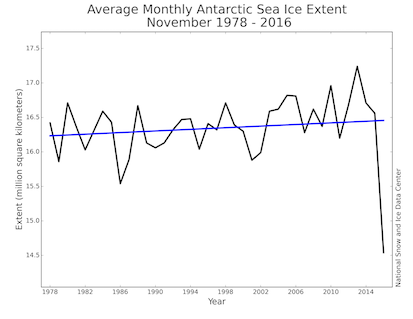 Average Monthly Antarctic Sea Ice Extent
November 1978 - 2016
Extent (million square kilometers)
17.5
17.0
16.5
16.0
15.5
15.0
14.5
1978 1982 1986 1990 1994 1998 2002 2006 2010 2014
Year
National Snow and Ice Data Center